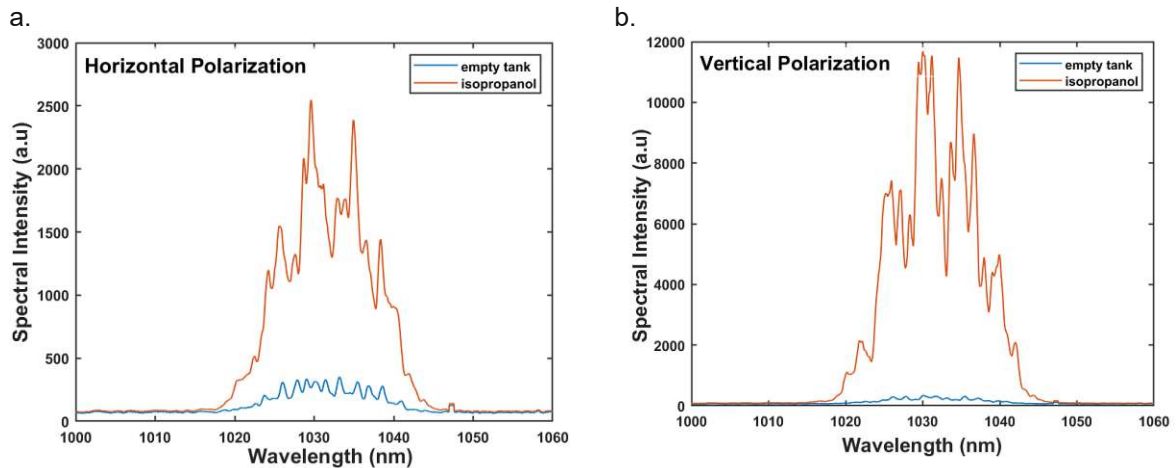 a.
Horizontal Polarization
empty tank
isopropanol
3000
2500
2000
1500
1000
500
0
Spectral Intensity (a.u)
1000 1010 1020 1030 1040 1050 1060
Wavelength (nm)
b.
Vertical Polarization
empty tank
isopropanol
12000
10000
8000
6000
4000
2000
0
Spectral Intensity (a.u)
1000 1010 1020 1030 1040 1050 1060
Wavelength (nm)